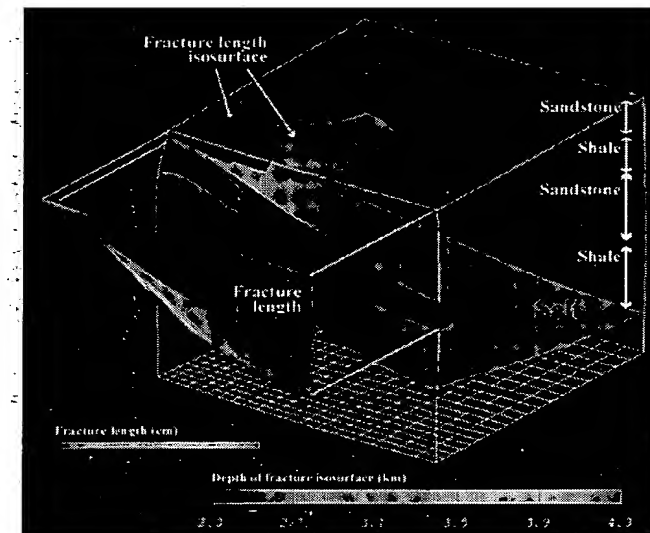 Fracture length
isosurface
Sandstone
Shale
Sandstone
Shale
Fracture
length
Fracture length (cm)
Depth of fracture isosurface (km)